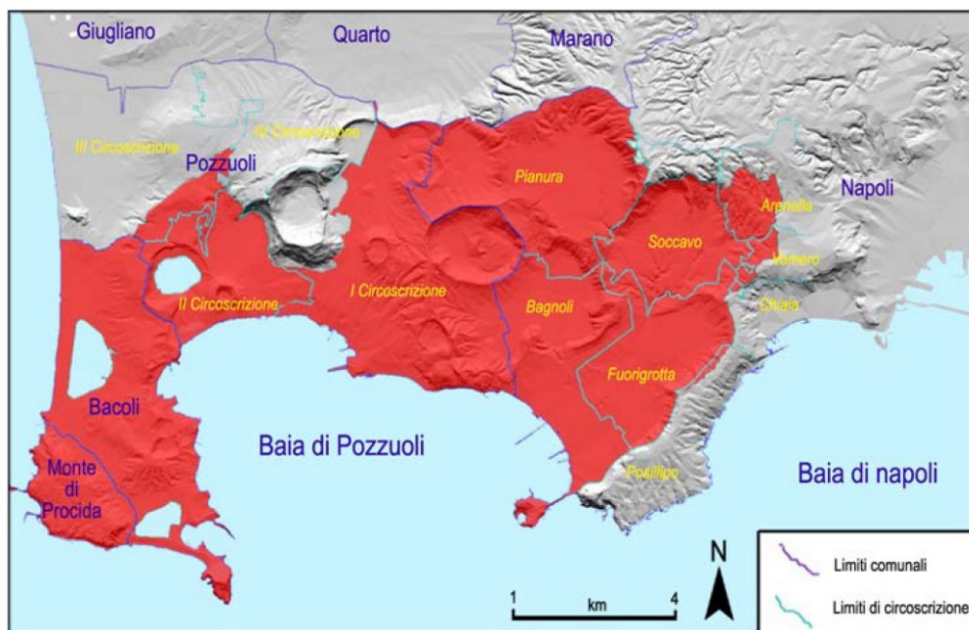 Giugliano
Quarto
Marano
III Circoscrizione
IV Circoscrizione
Pozzuoli
Pianura
Napoli
Arenella
Soccavo
Vomero
II Circoscrizione
I Circoscrizione
Bagnoli
Chiaia
Fuorigrotta
Bacoli
Baia di Pozzuoli
Monte
di
Procida
Posillipo
Baia di napoli
N
1
4
km
Limiti comunali
Limiti di circoscrizione